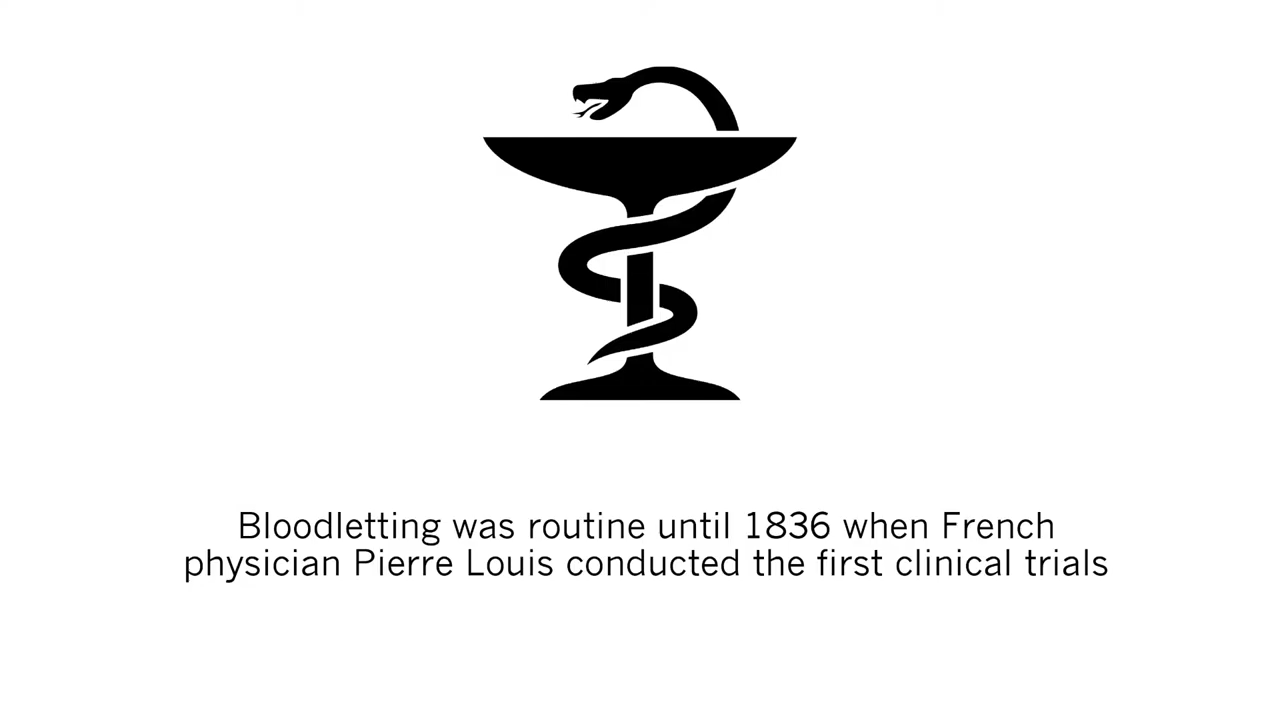 Bloodletting was routine until 1836 when French
physician Pierre Louis conducted the first clinical trials